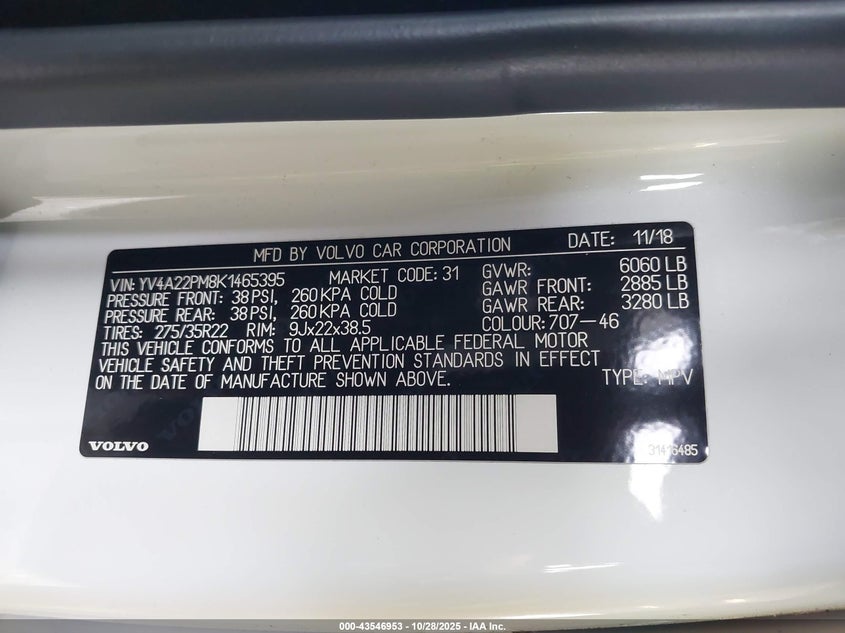 MFD BY VOLVO CAR CORPORATION DATE: 11/18
VIN: YV4A22PM8K1465395 MARKET CODE: 31 GVWR: 6060 LB
PRESSURE FRONT: 38 PSI, 260 KPA COLD GAWR FRONT: 2885 LB
PRESSURE REAR: 38 PSI, 260 KPA COLD GAWR REAR: 3280 LB
TIRES: 275/35R22 RIM: 9Jx22x38.5 COLOUR: 707-46
THIS VEHICLE CONFORMS TO ALL APPLICABLE FEDERAL MOTOR
VEHICLE SAFETY AND THEFT PREVENTION STANDARDS IN EFFECT
ON THE DATE OF MANUFACTURE SHOWN ABOVE. TYPE: MPV
VOLVO 31416485
000-43546953 - 10/28/2025 - IAA Inc.